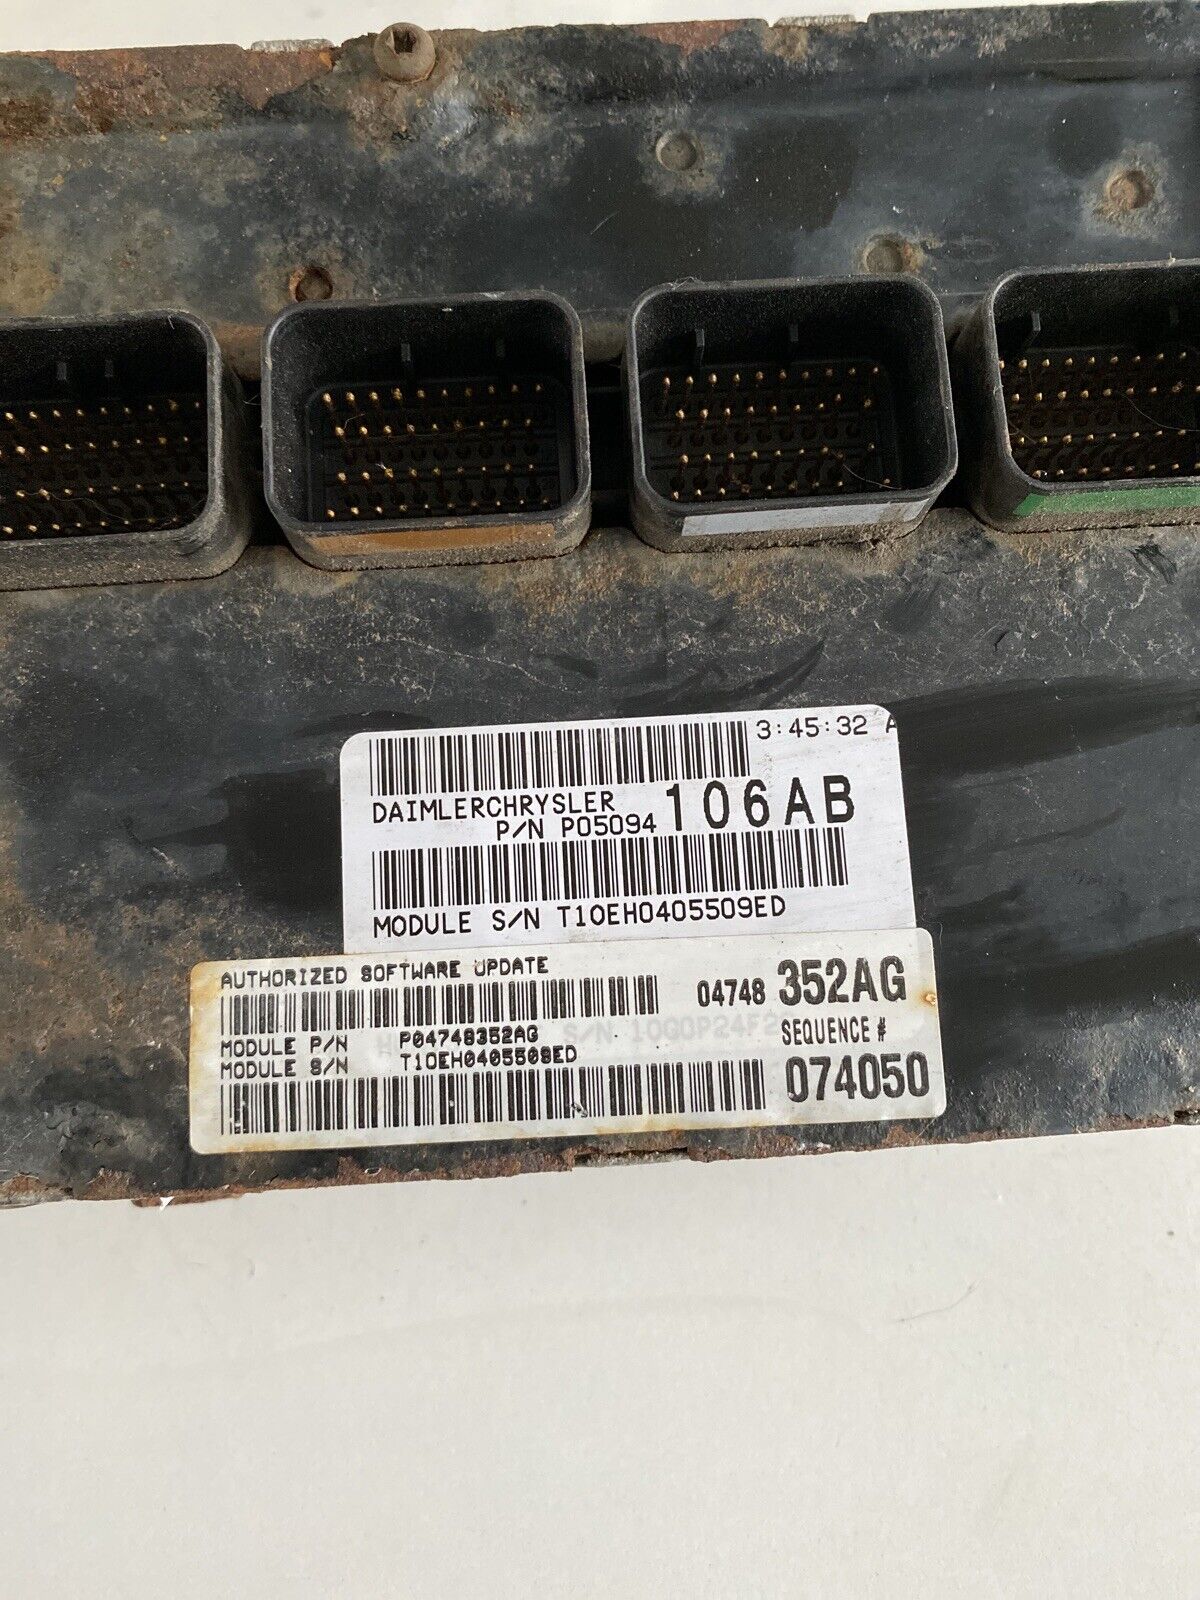 3:45:32 A
DAIMLERCHRYSLER
P/N P05094 106AB
MODULE S/N T10EH0405509ED
AUTHORIZED SOFTWARE UPDATE
04748 352AG
MODULE P/N P04748352AG
MODULE S/N T10EH0405509ED
S/N 10G0P24F2
SEQUENCE #
074050